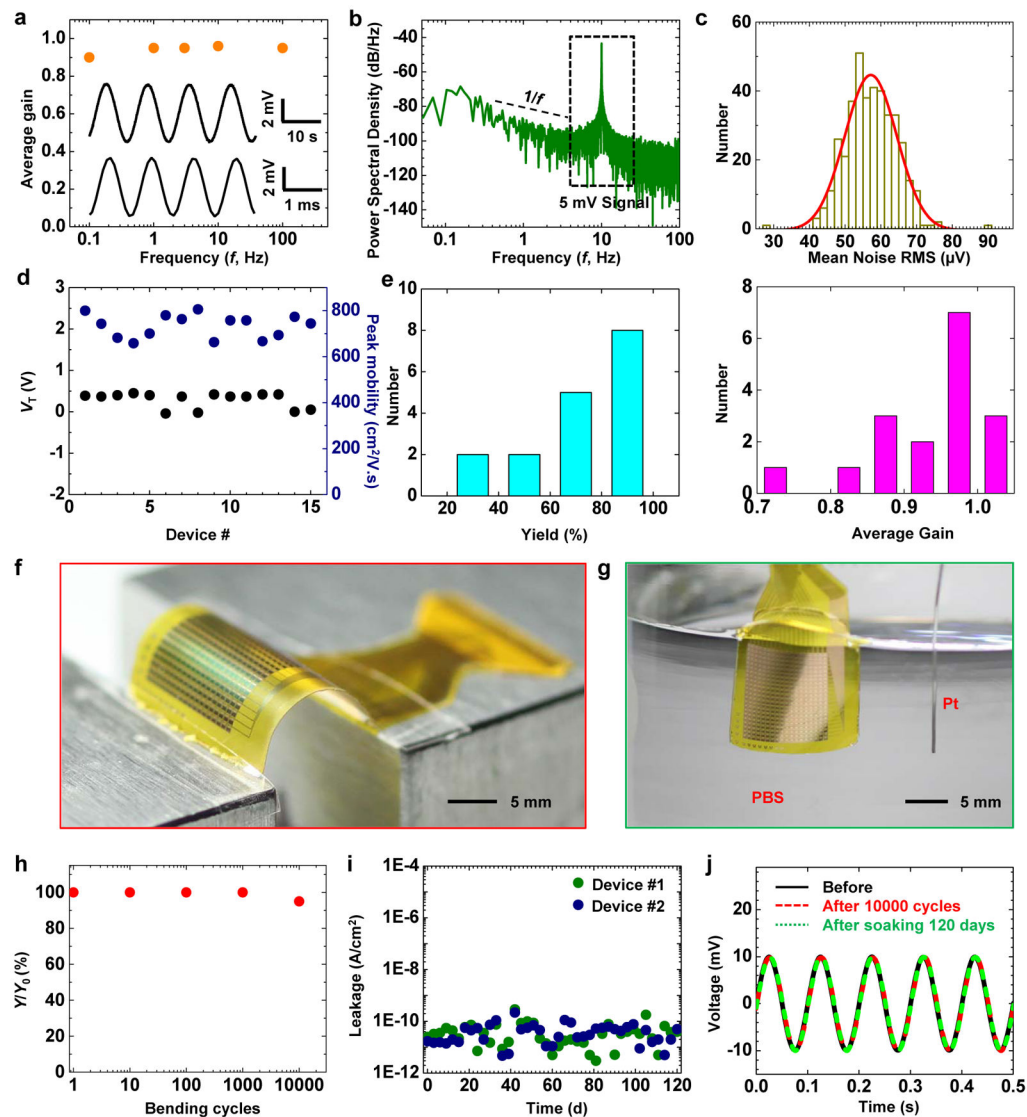 a
Average gain
1.0
0.8
0.6
0.4
0.2
0.0
2 mV
10 s
2 mV
1 ms
0.1
1
10
100
Frequency (f, Hz)
b
Power Spectral Density (dB/Hz)
-40
-60
-80
-100
-120
-140
1/f
5 mV Signal
0.1
1
10
100
Frequency (f, Hz)
c
Number
60
40
20
0
30 40 50 60 70 80 90
Mean Noise RMS (µV)
d
V_T (V)
3
2
1
0
-1
-2
800
600
400
200
0
Peak mobility (cm²/V.s)
0
5
10
15
Device #
e
Number
10
8
6
4
2
0
20 40 60 80 100
Yield (%)
Number
8
6
4
2
0
0.7
0.8
0.9
1.0
Average Gain
f
5 mm
g
Pt
PBS
5 mm
h
Y/Y₀ (%)
100
80
60
40
20
0
1
10
100
1000
10000
Bending cycles
i
Leakage (A/cm²)
1E-4
1E-6
1E-8
1E-10
1E-12
Device #1
Device #2
0 20 40 60 80 100 120
Time (d)
j
Voltage (mV)
20
10
0
-10
Before
After 10000 cycles
After soaking 120 days
0.0 0.1 0.2 0.3 0.4 0.5
Time (s)